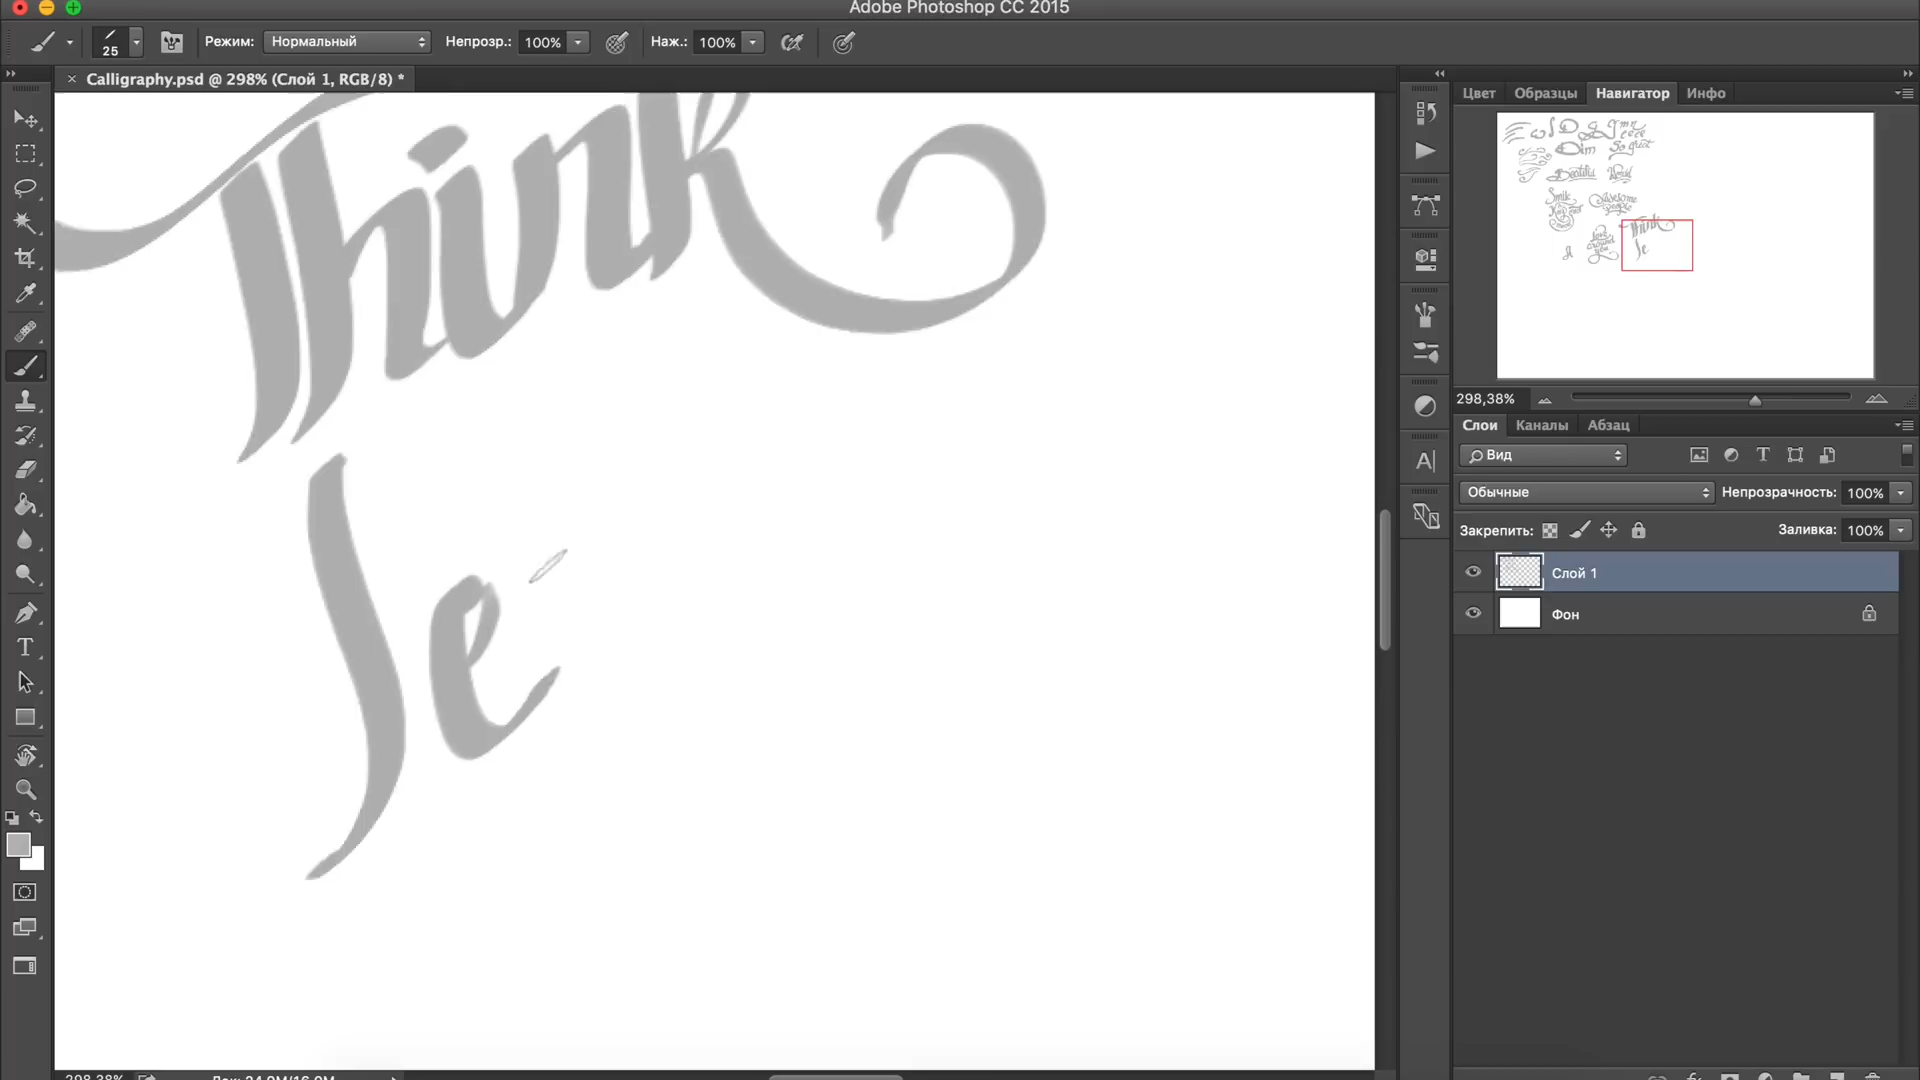 Adobe Photoshop CC 2015
25 Режим: Нормальный Непрозр.: 100% Наж.: 100%
× Calligraphy.psd @ 298% (Слой 1, RGB/8) *
Цвет Образцы Навигатор Инфо
Think
298,38%
Слои Каналы Абзац
Вид
Обычные Непрозрачность: 100%
Закрепить: Заливка: 100%
Слой 1
Фон